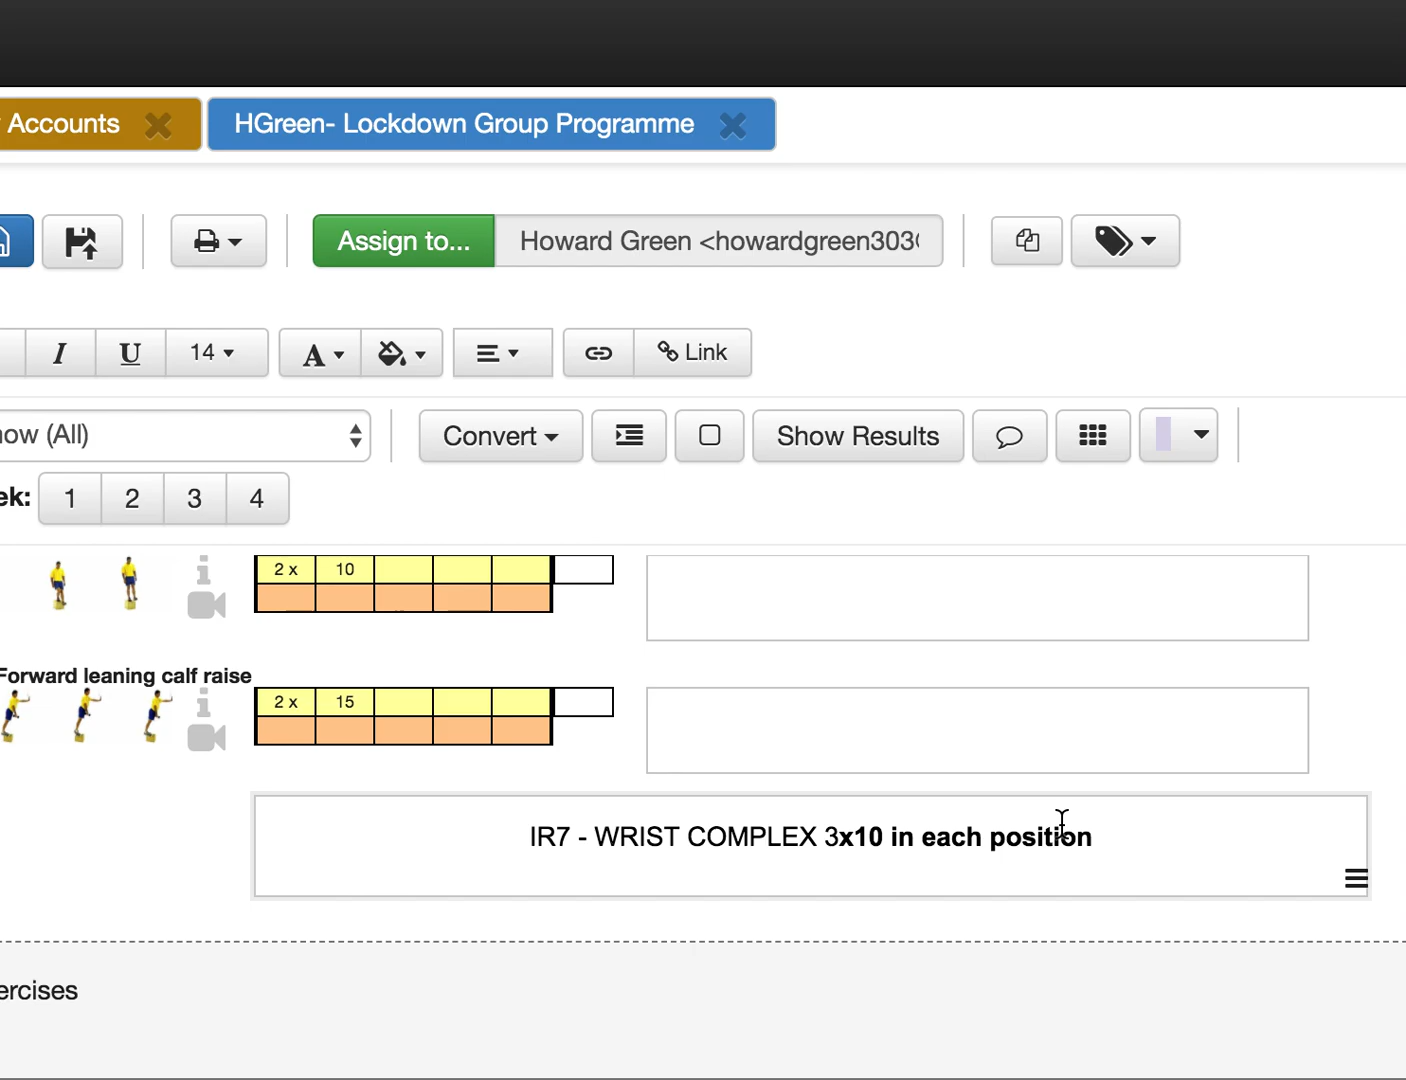 Accounts
HGreen- Lockdown Group Programme
Assign to... Howard Green <howardgreen303
I U 14 A Link
ow (All) Convert Show Results
ek: 1 2 3 4
2 x 10
Forward leaning calf raise
2 x 15
IR7 - WRIST COMPLEX 3x10 in each position
ercises